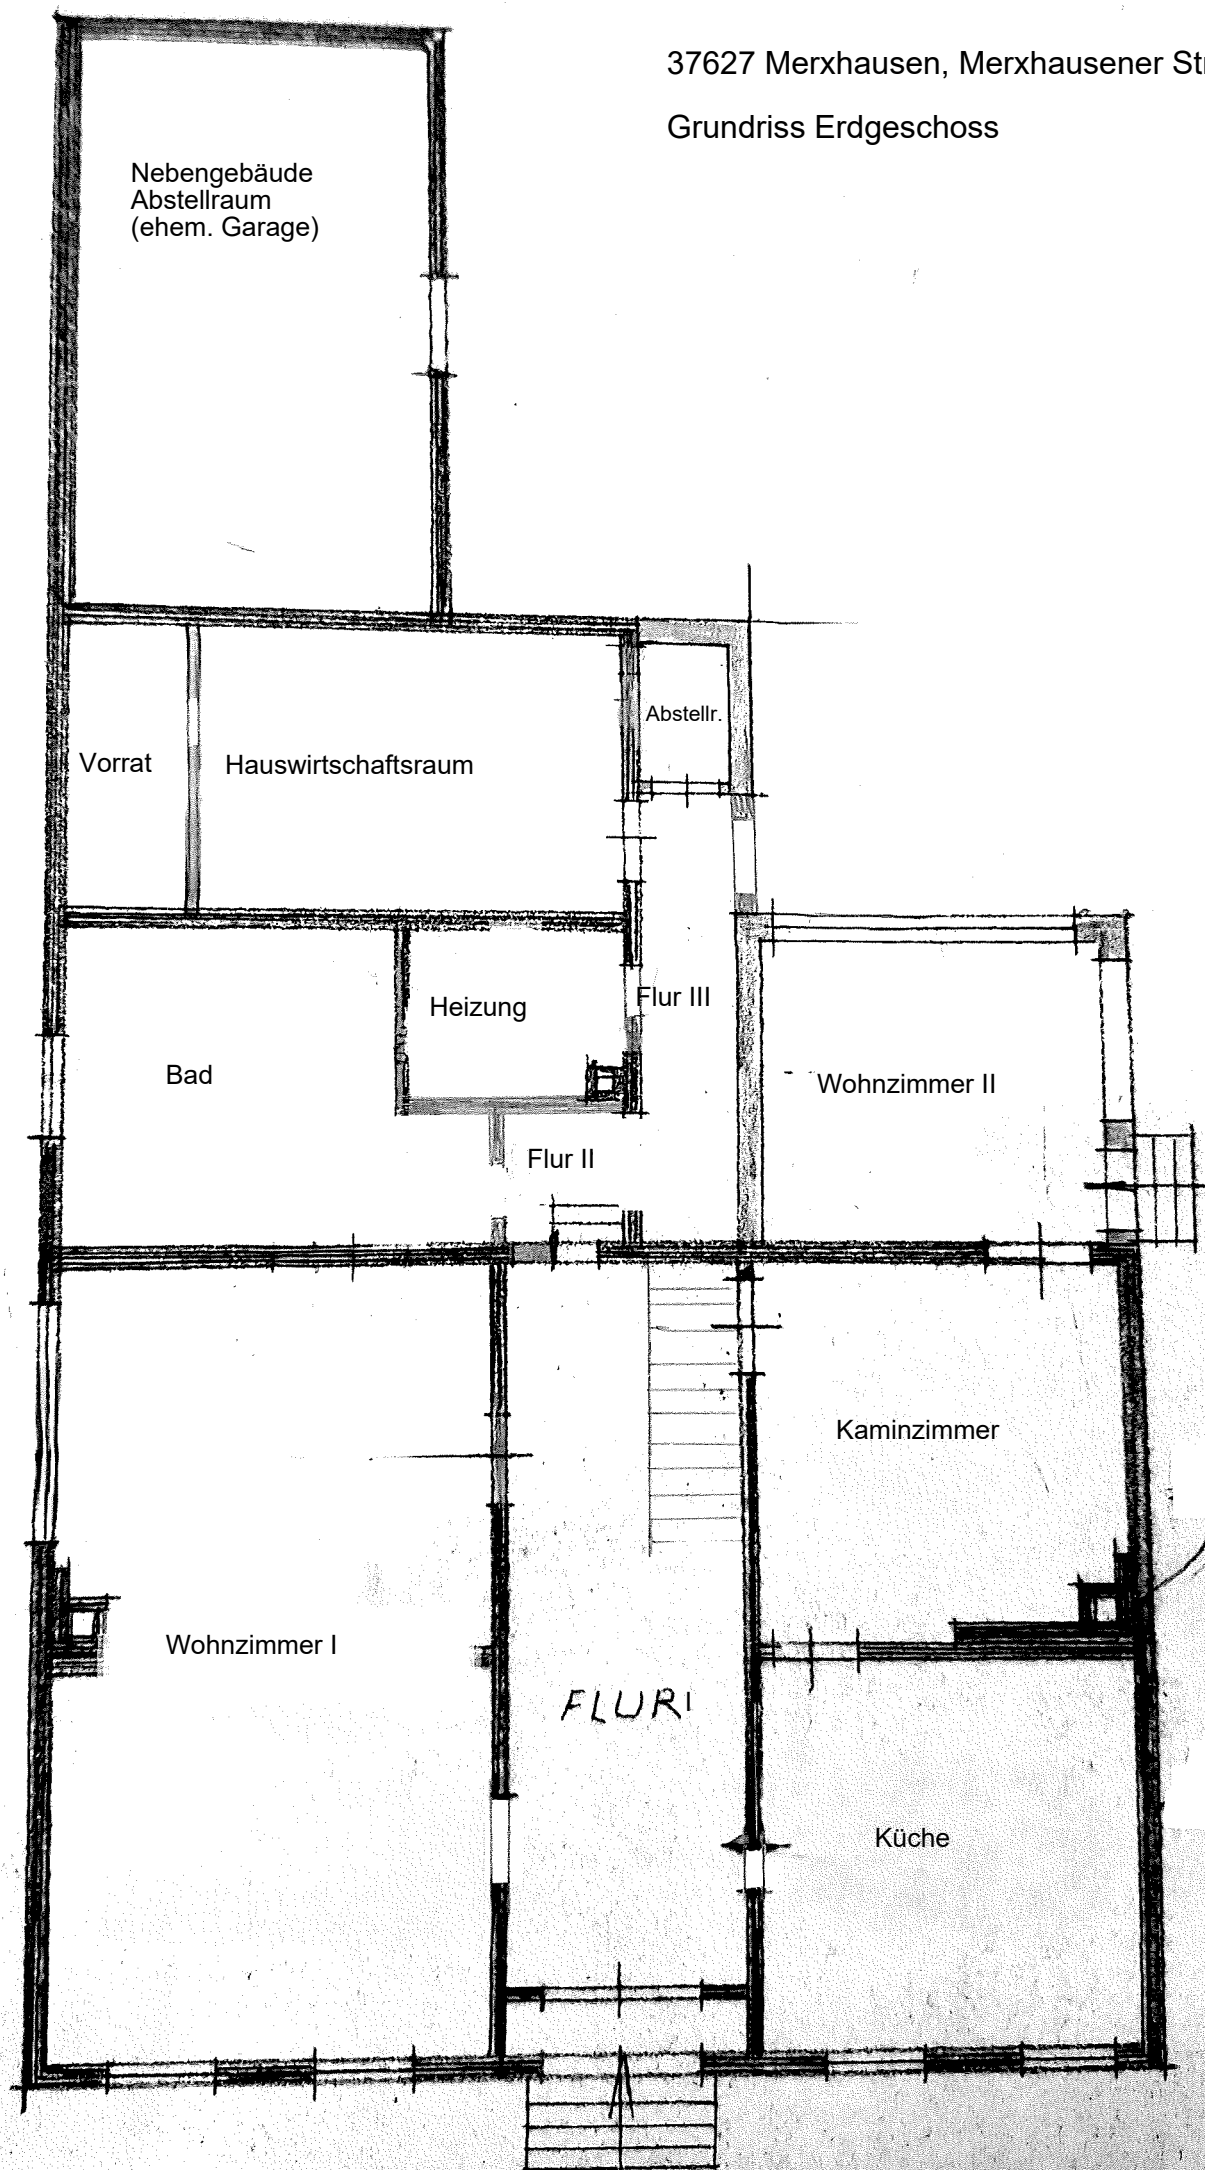 37627 Merxhausen, Merxhausener
Grundriss Erdgeschoss
Nebengebäude
Abstellraum
(ehem. Garage)
Abstellr.
Vorrat
Hauswirtschaftsraum
Heizung
Flur III
Bad
Wohnzimmer II
Flur II
Kaminzimmer
Wohnzimmer I
FLUR I
Küche